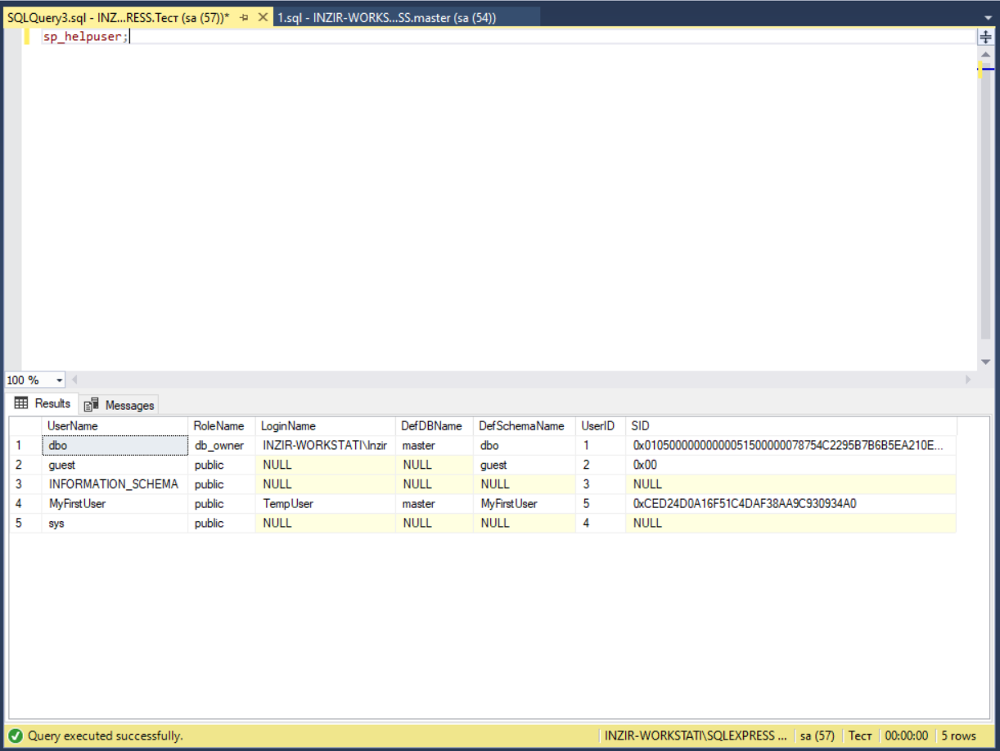 SQLQuery3.sql - INZ...RESS.Тест (sa (57))* 1.sql - INZIR-WORKS...SS.master (sa (54))
sp_helpuser;
100 %
Results Messages
UserName RoleName LoginName DefDBName DefSchemaName UserID SID
1 dbo db_owner INZIR-WORKSTATI\Inzir master dbo 1 0x01050000000000051500000078754C2295B7B6B5EA210E...
2 guest public NULL NULL guest 2 0x00
3 INFORMATION_SCHEMA public NULL NULL NULL 3 NULL
4 MyFirstUser public TempUser master MyFirstUser 5 0xCED24D0A16F51C4DAF38AA9C930934A0
5 sys public NULL NULL NULL 4 NULL
Query executed successfully. INZIR-WORKSTATI\SQLEXPRESS ... sa (57) Тест 00:00:00 5 rows